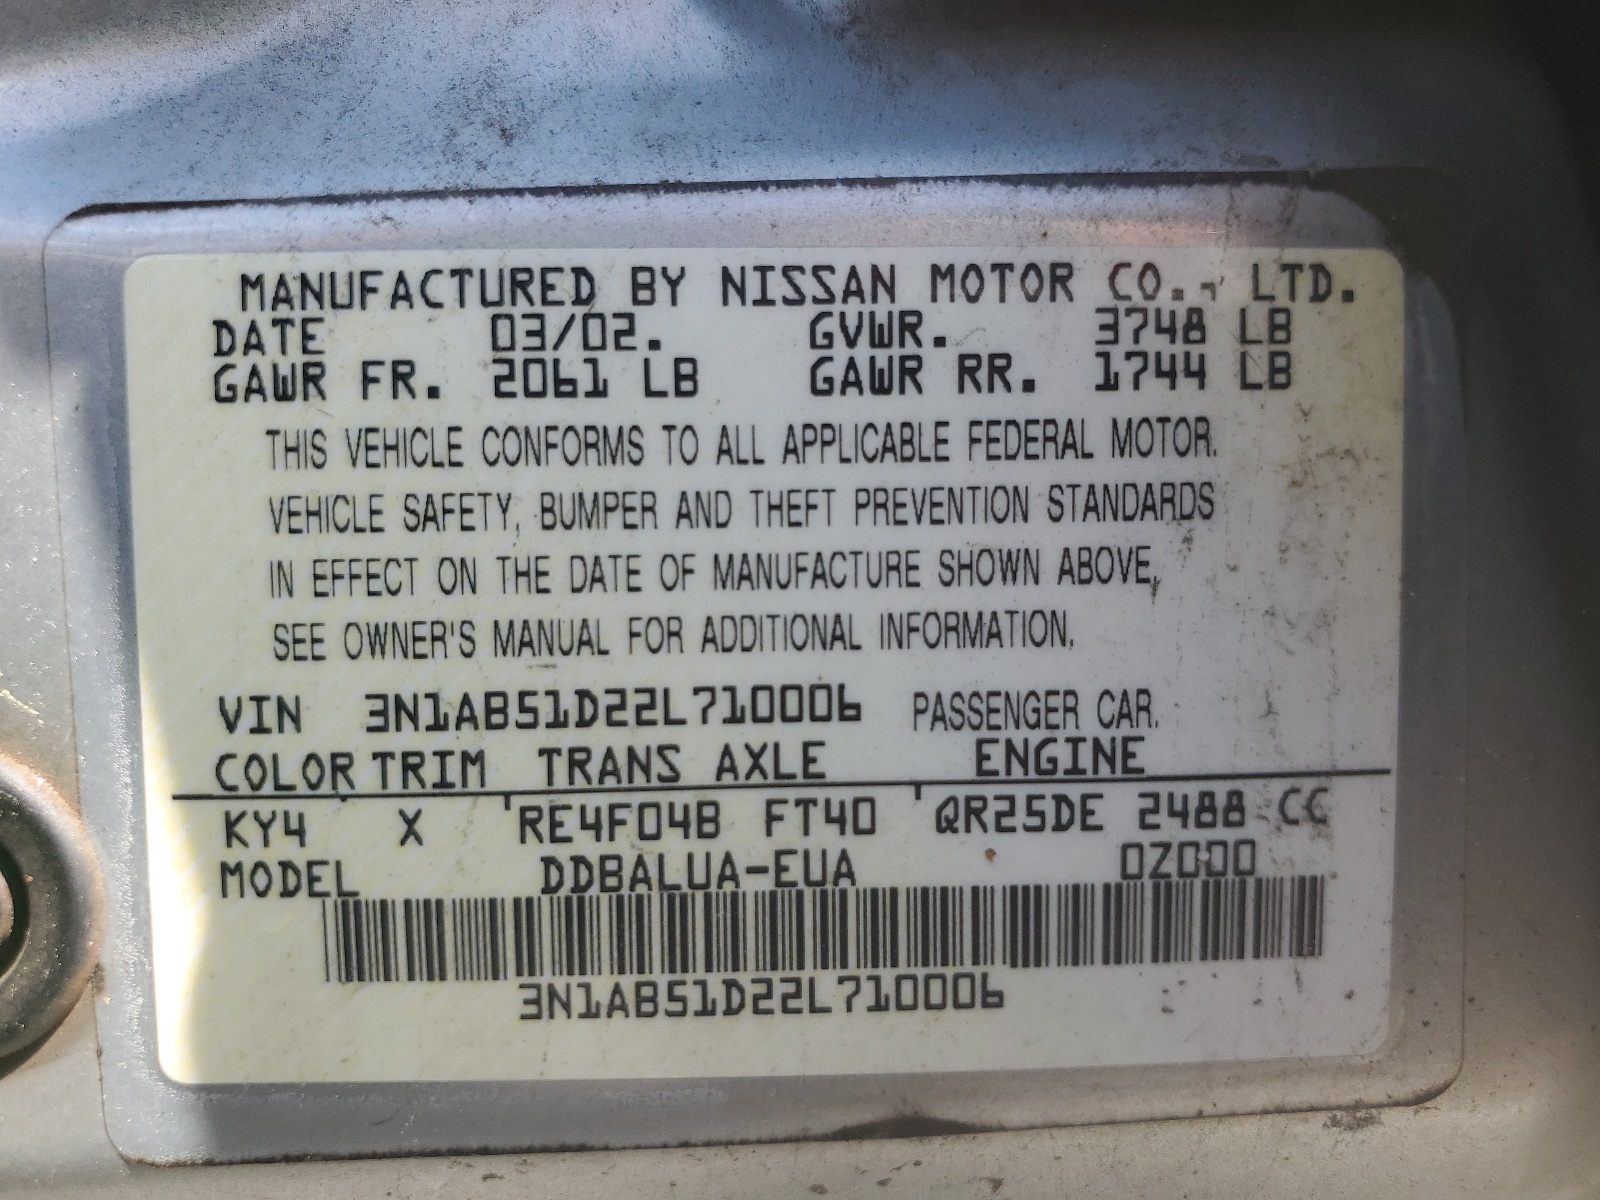 MANUFACTURED BY NISSAN MOTOR CO., LTD.
DATE 03/02. GVWR. 3748 LB
GAWR FR. 2061 LB GAWR RR. 1744 LB
THIS VEHICLE CONFORMS TO ALL APPLICABLE FEDERAL MOTOR.
VEHICLE SAFETY, BUMPER AND THEFT PREVENTION STANDARDS
IN EFFECT ON THE DATE OF MANUFACTURE SHOWN ABOVE,
SEE OWNER'S MANUAL FOR ADDITIONAL INFORMATION.
VIN 3N1AB51D22L710006 PASSENGER CAR.
COLOR TRIM TRANS AXLE ENGINE
KY4 X RE4F04B FT40 QR25DE 2488 CC
MODEL DDBALUA-EUA 0Z000
3N1AB51D22L710006